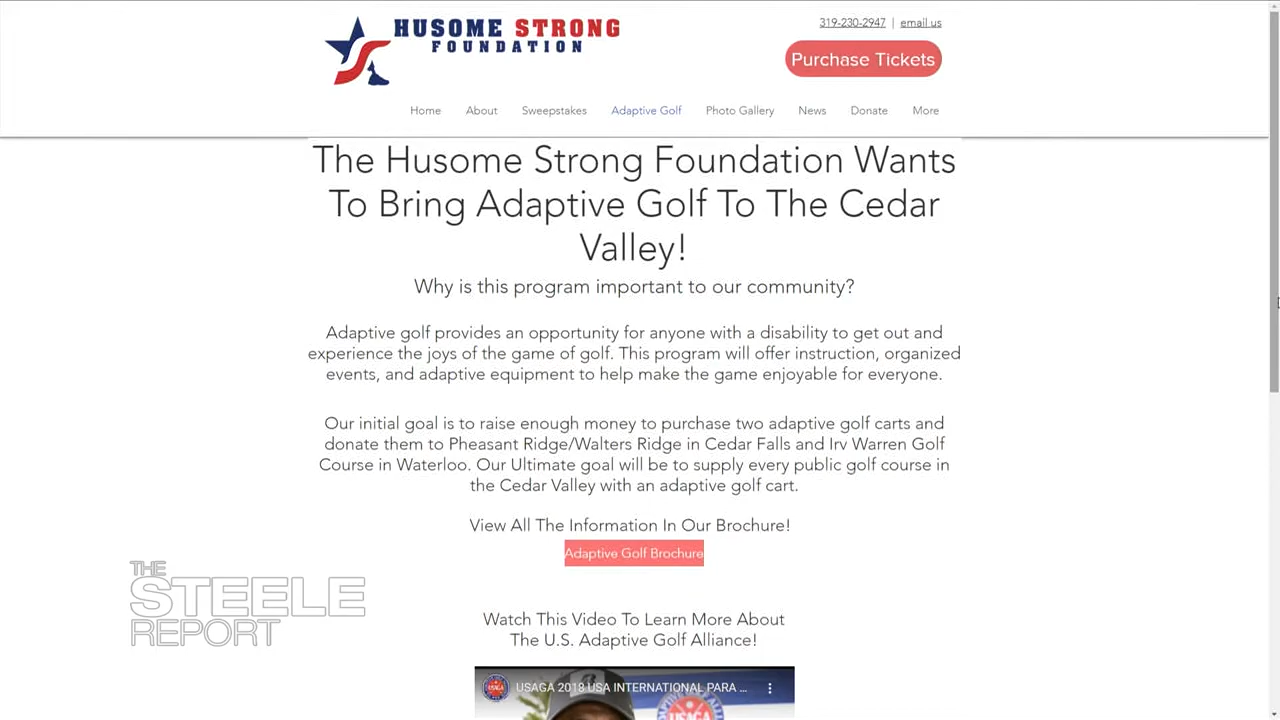 HUSOME STRONG
FOUNDATION
319-230-2947 | email us
Purchase Tickets
Home About Sweepstakes Adaptive Golf Photo Gallery News Donate More
The Husome Strong Foundation Wants
To Bring Adaptive Golf To The Cedar
Valley!
Why is this program important to our community?
Adaptive golf provides an opportunity for anyone with a disability to get out and
experience the joys of the game of golf. This program will offer instruction, organized
events, and adaptive equipment to help make the game enjoyable for everyone.
Our initial goal is to raise enough money to purchase two adaptive golf carts and
donate them to Pheasant Ridge/Walters Ridge in Cedar Falls and Irv Warren Golf
Course in Waterloo. Our Ultimate goal will be to supply every public golf course in
the Cedar Valley with an adaptive golf cart.
View All The Information In Our Brochure!
Adaptive Golf Brochure
THE
STEELE
REPORT
Watch This Video To Learn More About
The U.S. Adaptive Golf Alliance!
USAGA USAGA 2018 USA INTERNATIONAL PARA ...
USAGA